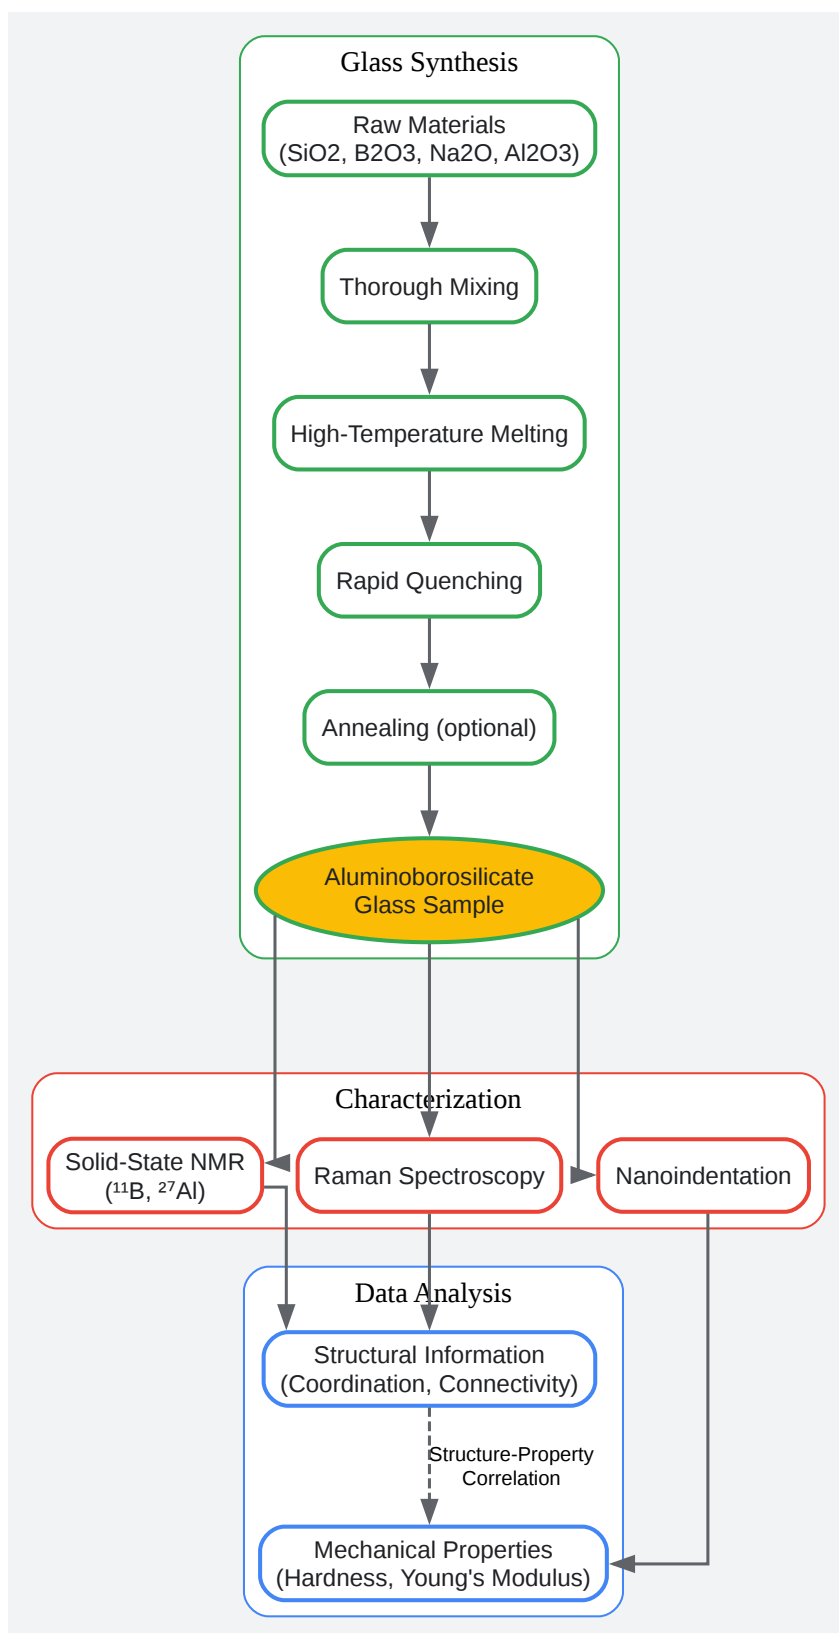 Glass Synthesis
Raw Materials
(SiO2, B2O3, Na2O, Al2O3)
Thorough Mixing
High-Temperature Melting
Rapid Quenching
Annealing (optional)
Aluminoborosilicate
Glass Sample
Characterization
Solid-State NMR
(¹¹B, ²⁷Al)
Raman Spectroscopy
Nanoindentation
Data Analysis
Structural Information
(Coordination, Connectivity)
Structure-Property
Correlation
Mechanical Properties
(Hardness, Young's Modulus)